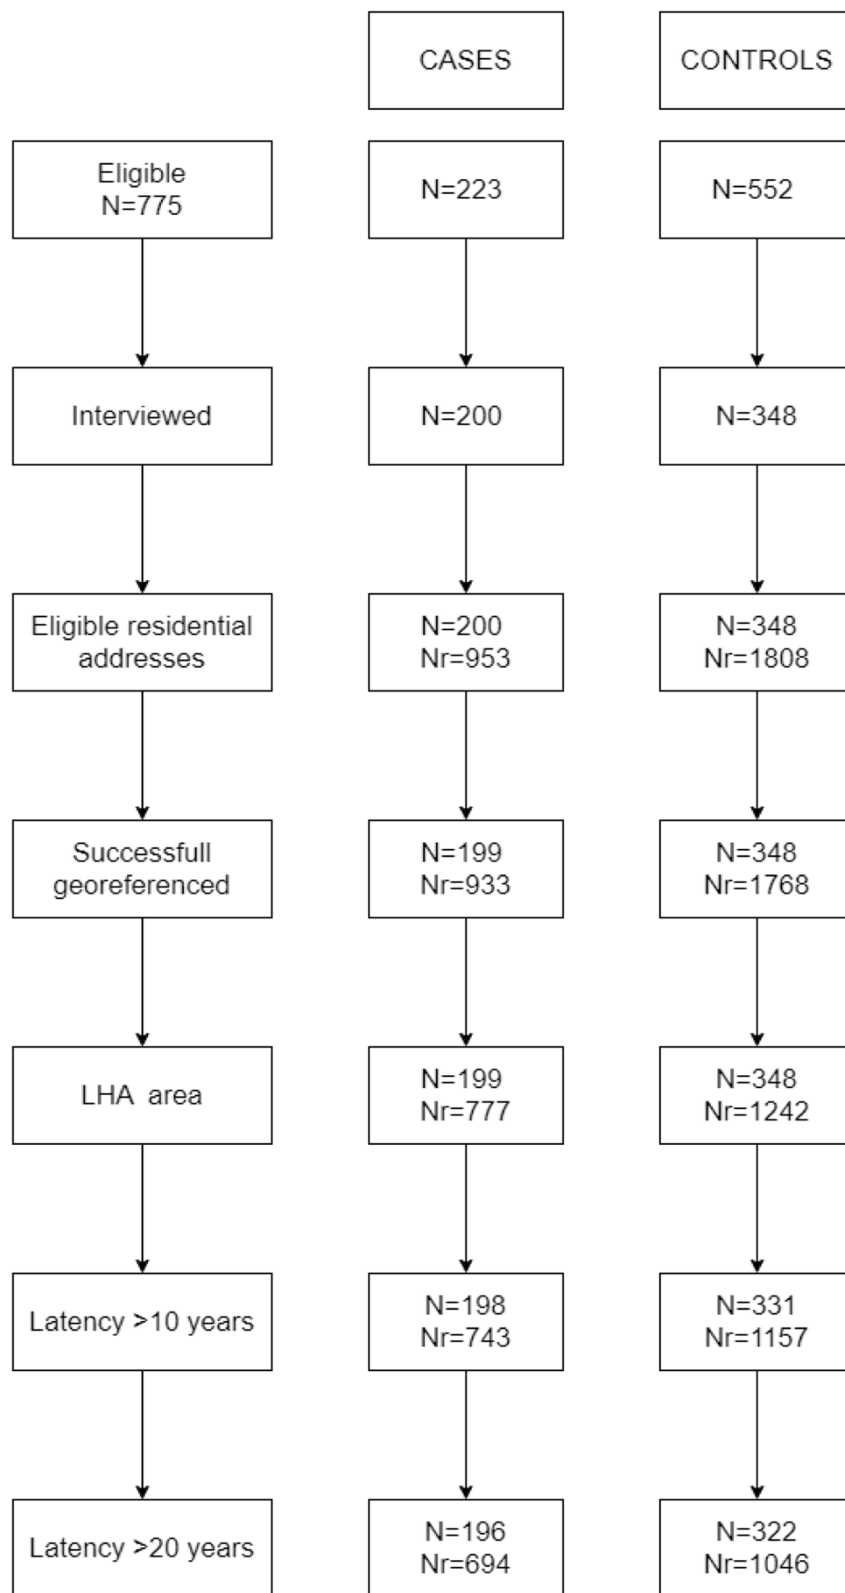 CASES
CONTROLS
Eligible
N=775
N=223
N=552
Interviewed
N=200
N=348
Eligible residential
addresses
N=200
Nr=953
N=348
Nr=1808
Successfull
georeferenced
N=199
Nr=933
N=348
Nr=1768
LHA area
N=199
Nr=777
N=348
Nr=1242
Latency >10 years
N=198
Nr=743
N=331
Nr=1157
Latency >20 years
N=196
Nr=694
N=322
Nr=1046